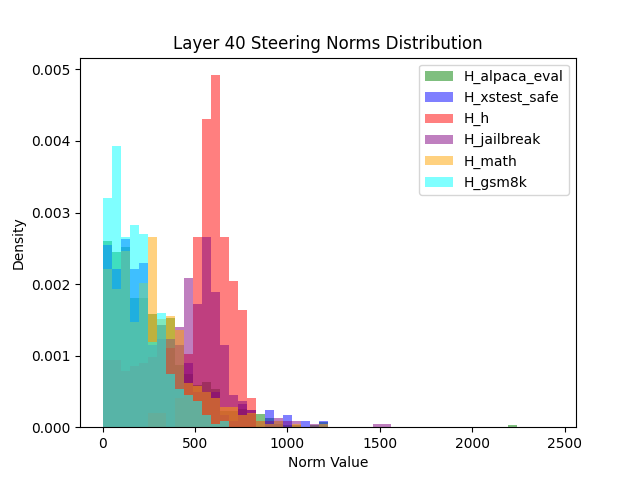 Layer 40 Steering Norms Distribution
H_alpaca_eval
H_xstest_safe
H_h
H_jailbreak
H_math
H_gsm8k
Density
0.005
0.004
0.003
0.002
0.001
0.000
0 500 1000 1500 2000 2500
Norm Value